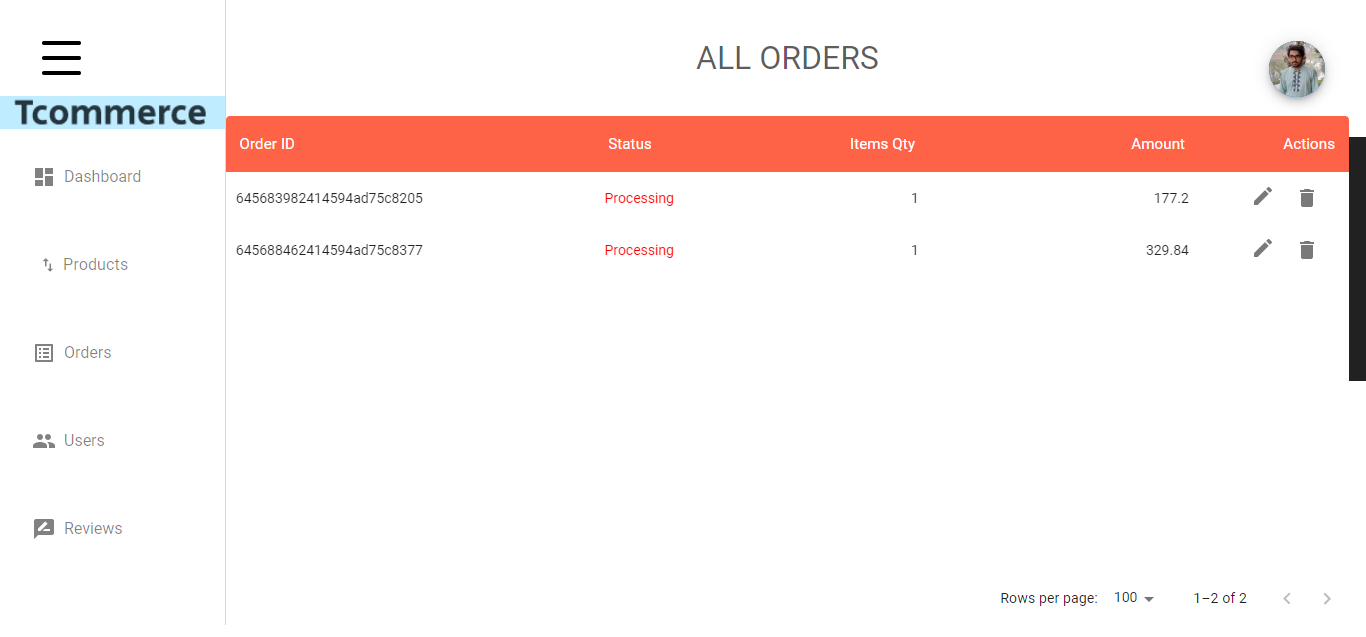 ALL ORDERS
Tcommerce
Dashboard
Products
Orders
Users
Reviews
Order ID Status Items Qty Amount Actions
645683982414594ad75c8205 Processing 1 177.2
645688462414594ad75c8377 Processing 1 329.84
Rows per page: 100 1–2 of 2